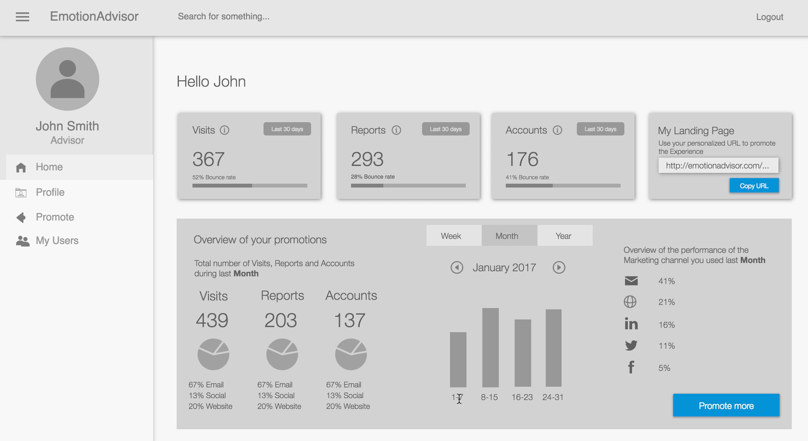 EmotionAdvisor
Search for something...
Logout
John Smith
Advisor
Home
Profile
Promote
My Users
Hello John
Visits
Last 30 days
367
52% Bounce rate
Reports
Last 30 days
293
28% Bounce rate
Accounts
Last 30 days
176
41% Bounce rate
My Landing Page
Use your personalized URL to promote
the Experience
http://emotionadvisor.com/...
Copy URL
Overview of your promotions
Total number of Visits, Reports and Accounts
during last Month
Visits
439
67% Email
13% Social
20% Website
Reports
203
67% Email
13% Social
20% Website
Accounts
137
67% Email
13% Social
20% Website
Week
Month
Year
January 2017
1-7
8-15
16-23
24-31
Overview of the performance of the
Marketing channel you used last Month
41%
21%
in
16%
11%
f
5%
Promote more